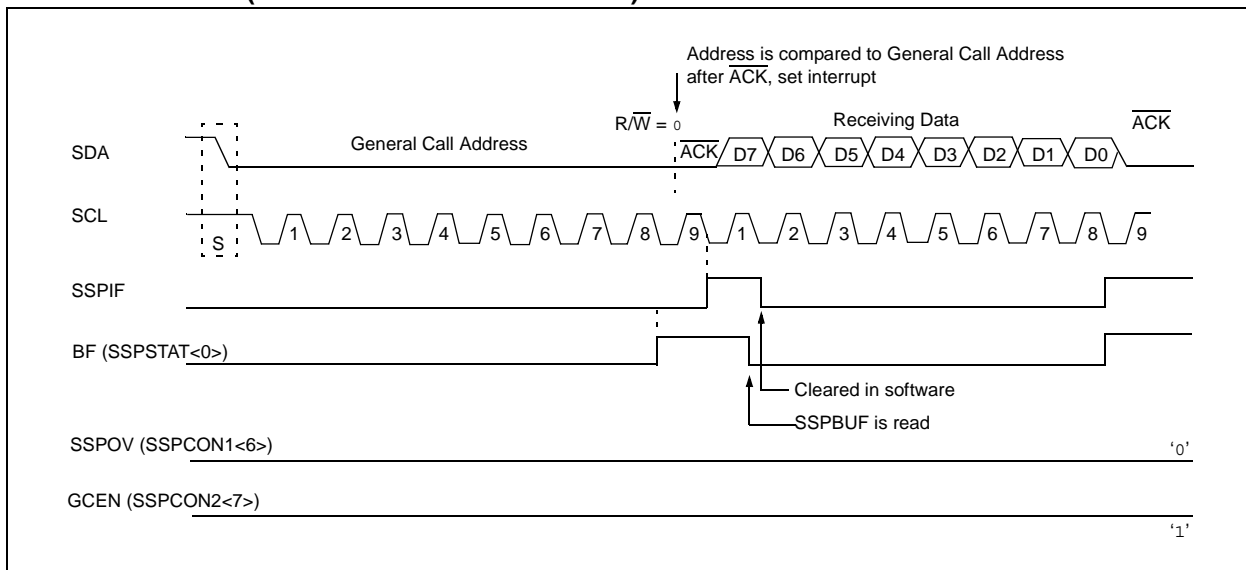 Address is compared to General Call Address
after ACK, set interrupt
R/W = 0
Receiving Data
ACK
SDA
General Call Address
ACK
D7 D6 D5 D4 D3 D2 D1 D0
SCL
S
1 2 3 4 5 6 7 8 9 1 2 3 4 5 6 7 8 9
SSPIF
BF (SSPSTAT<0>)
Cleared in software
SSPBUF is read
SSPOV (SSPCON1<6>)
‘0’
GCEN (SSPCON2<7>)
‘1’